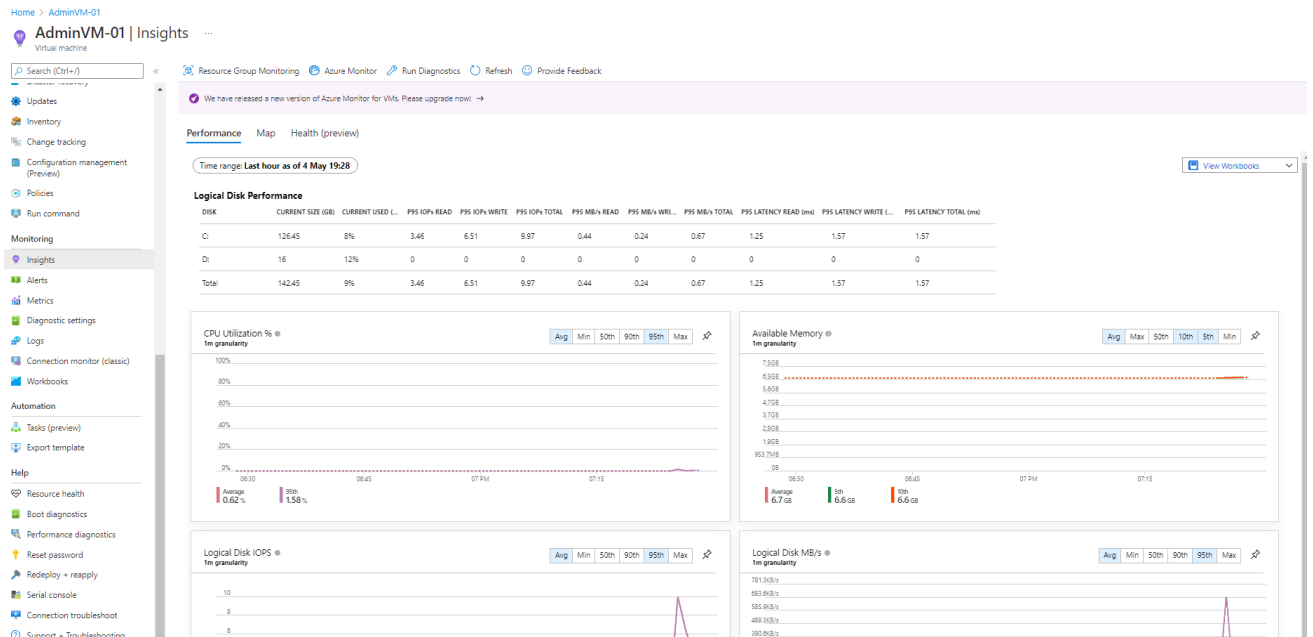 Home > AdminVM-01
AdminVM-01 | Insights ...
Virtual machine
Search (Ctrl+/)
«
Disaster recovery
Updates
Inventory
Change tracking
Configuration management
(Preview)
Policies
Run command
Monitoring
Insights
Alerts
Metrics
Diagnostic settings
Logs
Connection monitor (classic)
Workbooks
Automation
Tasks (preview)
Export template
Help
Resource health
Boot diagnostics
Performance diagnostics
Reset password
Redeploy + reapply
Serial console
Connection troubleshoot
Support + Troubleshooting
Resource Group Monitoring Azure Monitor Run Diagnostics Refresh Provide Feedback
We have released a new version of Azure Monitor for VMs. Please upgrade now! →
Performance Map Health (preview)
Time range: Last hour as of 4 May 19:28
View Workbooks
Logical Disk Performance
DISK CURRENT SIZE (GB) CURRENT USED (... P95 IOPs READ P95 IOPs WRITE P95 IOPs TOTAL P95 MB/s READ P95 MB/s WRI... P95 MB/s TOTAL P95 LATENCY READ (ms) P95 LATENCY WRITE (... P95 LATENCY TOTAL (ms)
C: 126.45 8% 3.46 6.51 9.97 0.44 0.24 0.67 1.25 1.57 1.57
D: 16 12% 0 0 0 0 0 0 0 0 0
Total 142.45 9% 3.46 6.51 9.97 0.44 0.24 0.67 1.25 1.57 1.57
CPU Utilization %
1m granularity
Avg Min 50th 90th 95th Max
100%
80%
60%
40%
20%
0%
06:30 06:45 07 PM 07:15
Average
0.62 %
95th
1.58 %
Available Memory
1m granularity
Avg Max 50th 10th 5th Min
7.5GB
6.5GB
5.6GB
4.7GB
3.7GB
2.8GB
1.9GB
953.7MB
0B
06:30 06:45 07 PM 07:15
Average
6.7 GB
5th
6.6 GB
10th
6.6 GB
Logical Disk IOPS
1m granularity
Avg Min 50th 90th 95th Max
10
8
6
Logical Disk MB/s
1m granularity
Avg Min 50th 90th 95th Max
781.3KB/s
683.6KB/s
585.9KB/s
488.3KB/s
390.6KB/s